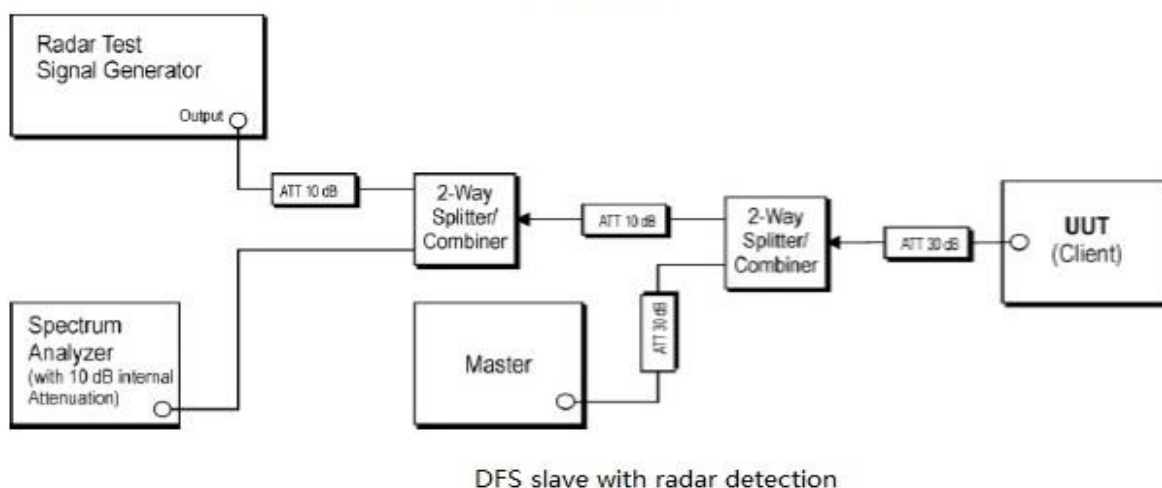 Radar Test
Signal Generator
Output
ATT 10 dB
2-Way
Splitter/
Combiner
ATT 10 dB
2-Way
Splitter/
Combiner
ATT 30 dB
UUT
(Client)
Spectrum
Analyzer
(with 10 dB internal
Attenuation)
Master
ATT 30 dB
DFS slave with radar detection